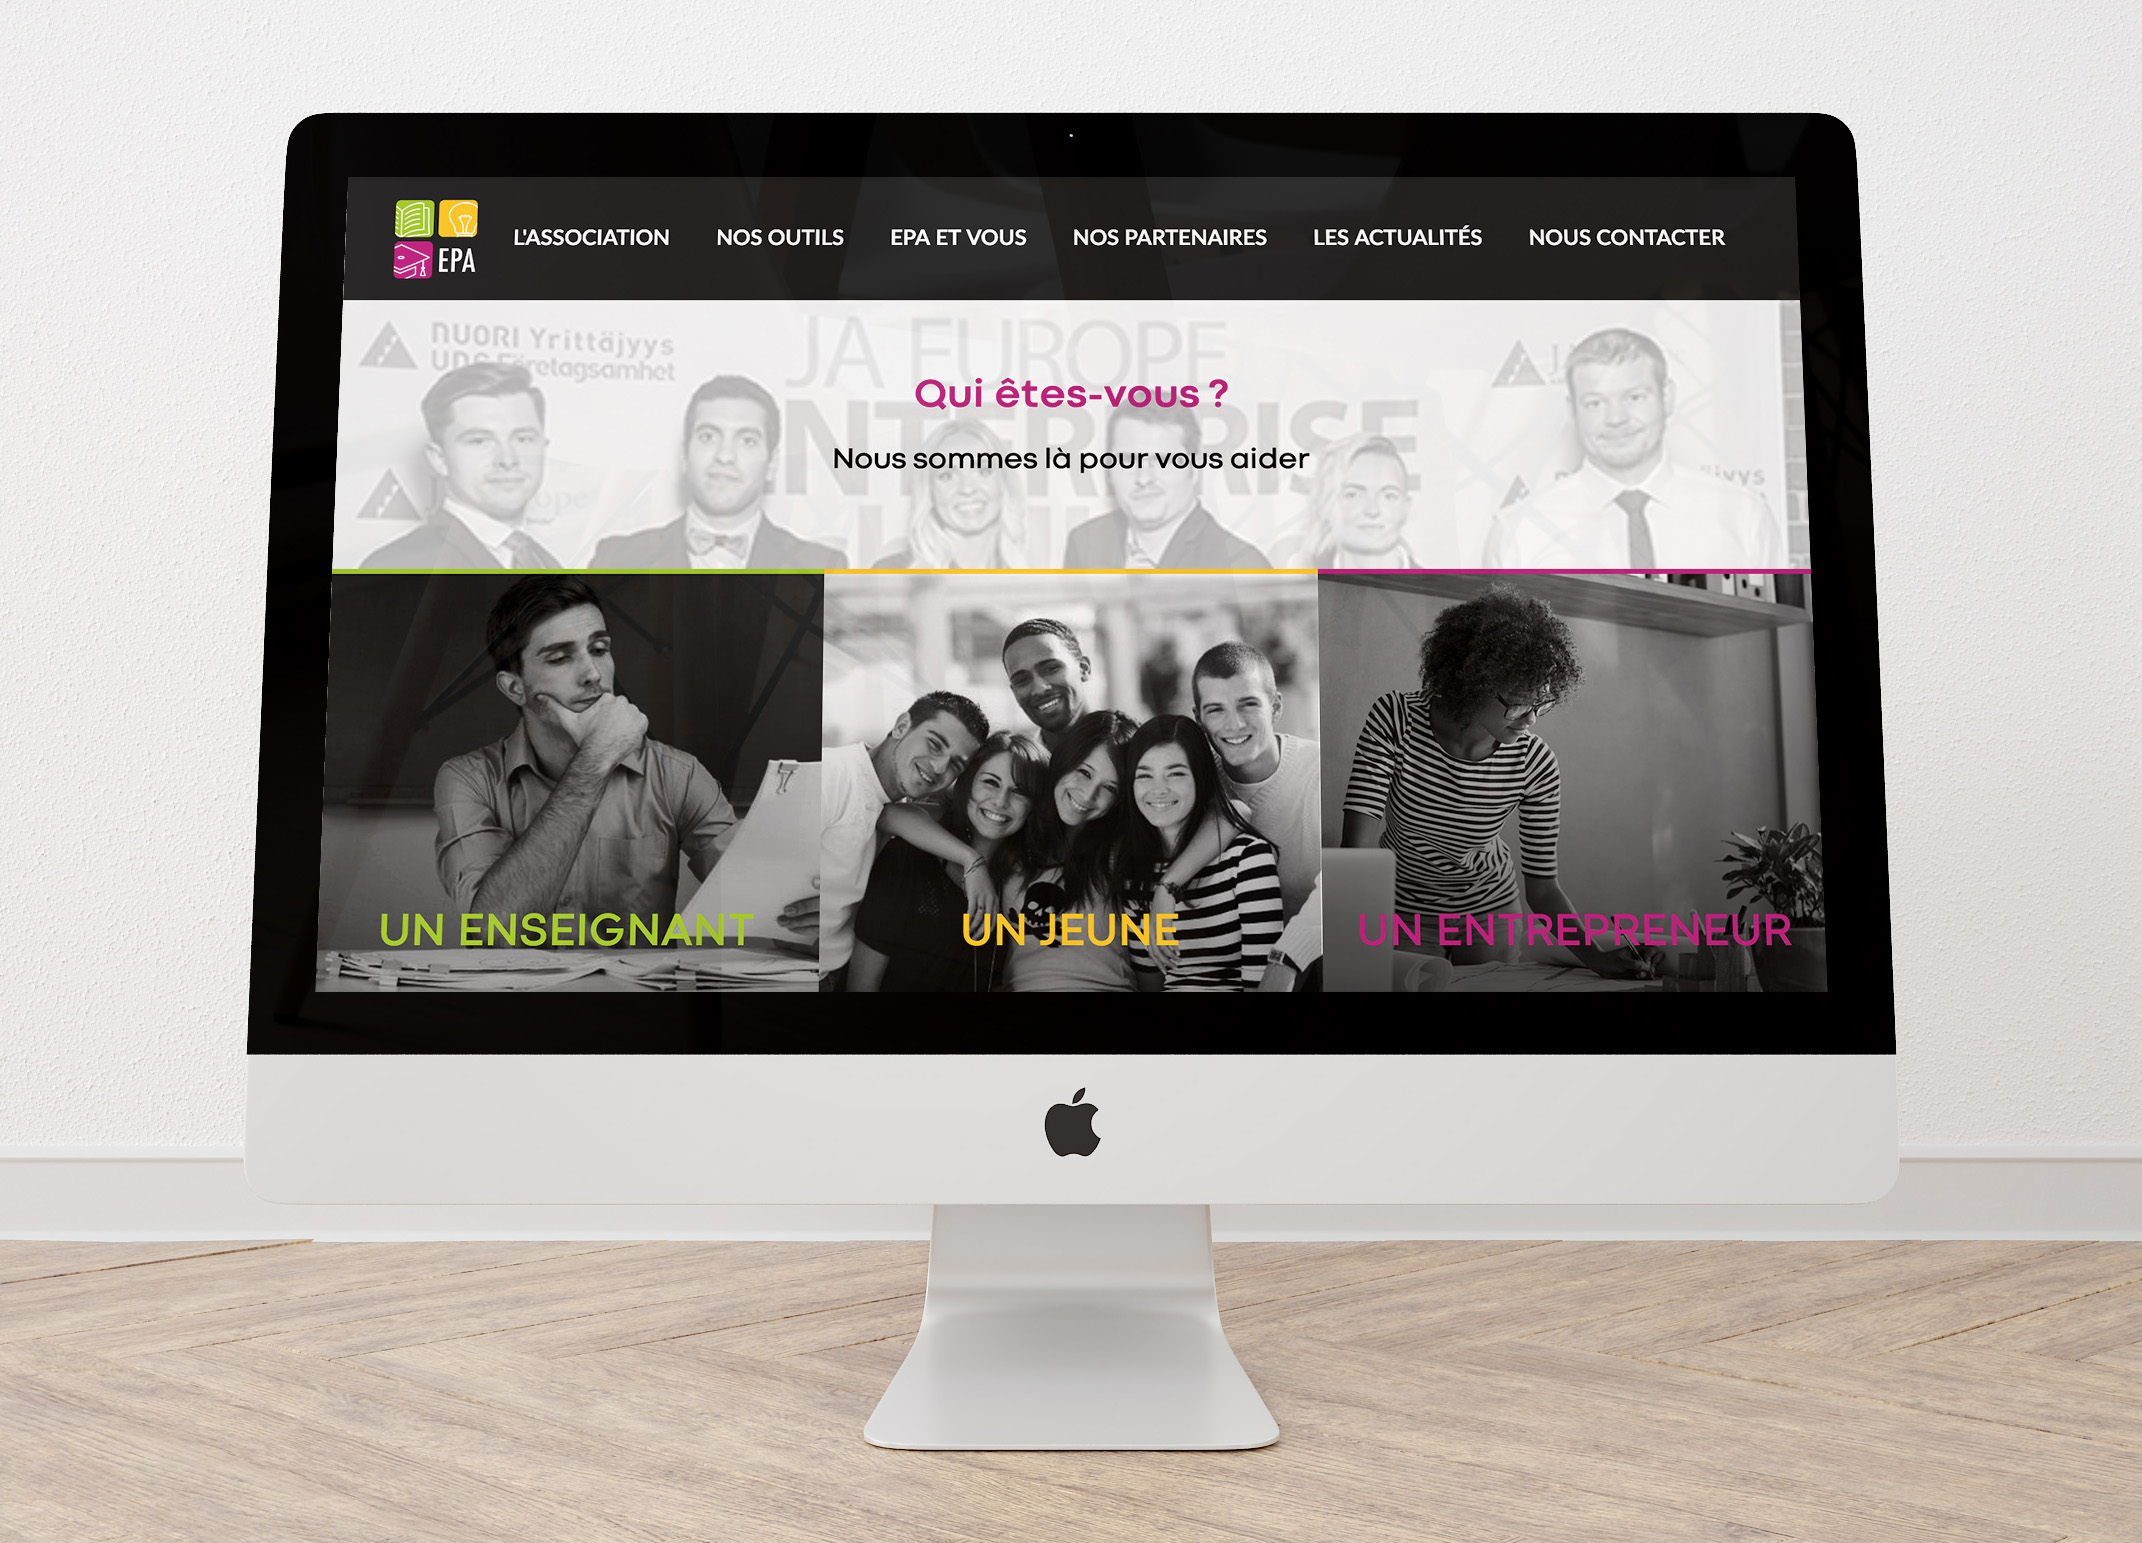 EPA
L'ASSOCIATION
NOS OUTILS
EPA ET VOUS
NOS PARTENAIRES
LES ACTUALITÉS
NOUS CONTACTER
NUORI Yrittäjyys
JA EUROPE
Qui êtes-vous ?
Nous sommes là pour vous aider
UN ENSEIGNANT
UN JEUNE
UN ENTREPRENEUR